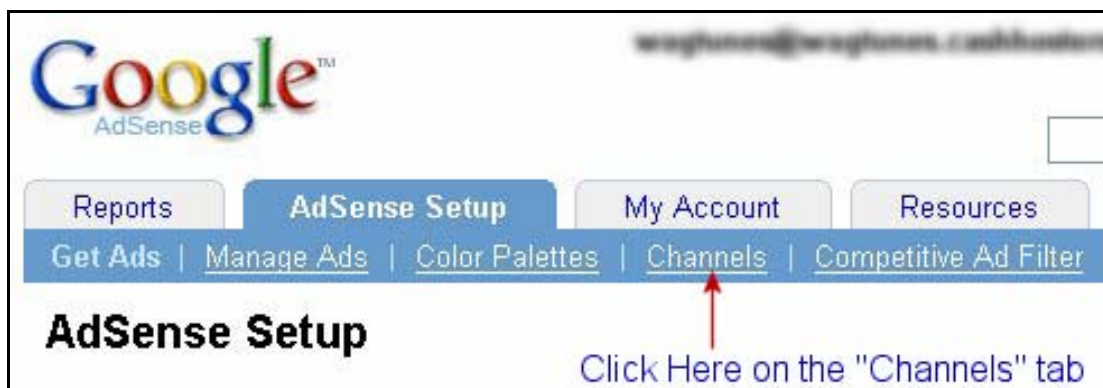 Google™
AdSense
Reports AdSense Setup My Account Resources
Get Ads | Manage Ads | Color Palettes | Channels | Competitive Ad Filter
AdSense Setup
Click Here on the "Channels" tab